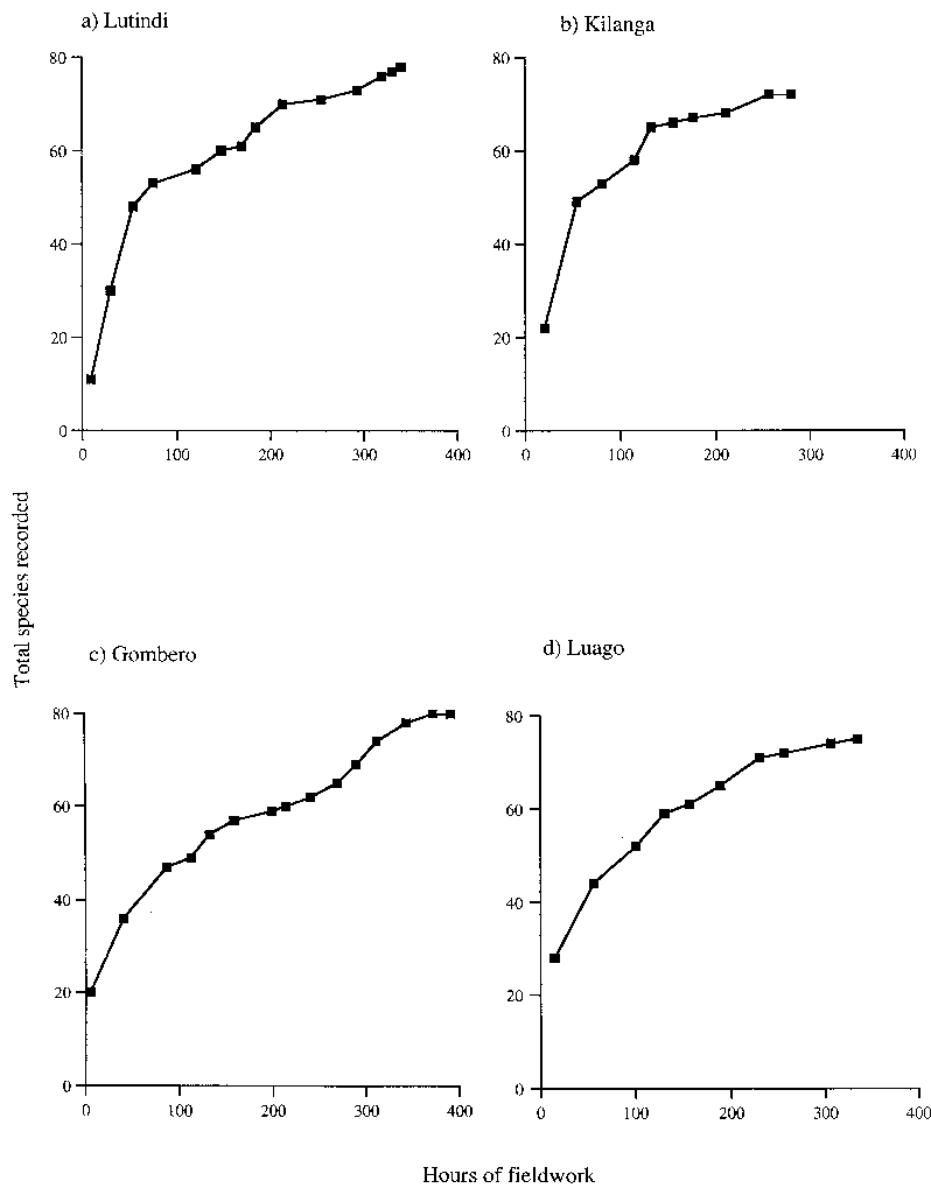 a) Lutindi
80
60
40
20
0
0 100 200 300 400
b) Kilanga
80
60
40
20
0
0 100 200 300 400
Total species recorded
c) Gombero
80
60
40
20
0
0 100 200 300 400
d) Luago
80
60
40
20
0
0 100 200 300 400
Hours of fieldwork